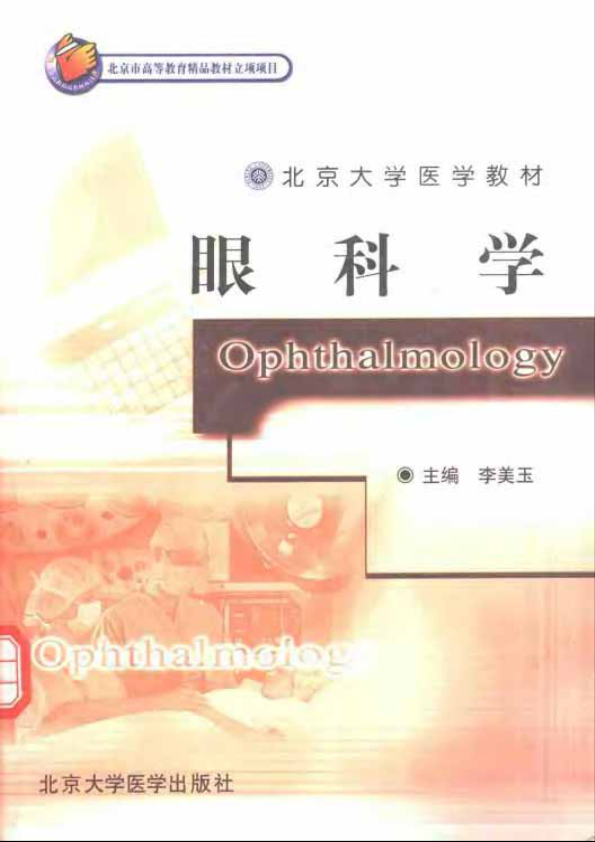 北京市高等教育精品教材立项项目
北京大学医学教材
眼科学
Ophthalmology
主编 李美玉
Ophthalmology
北京大学医学出版社